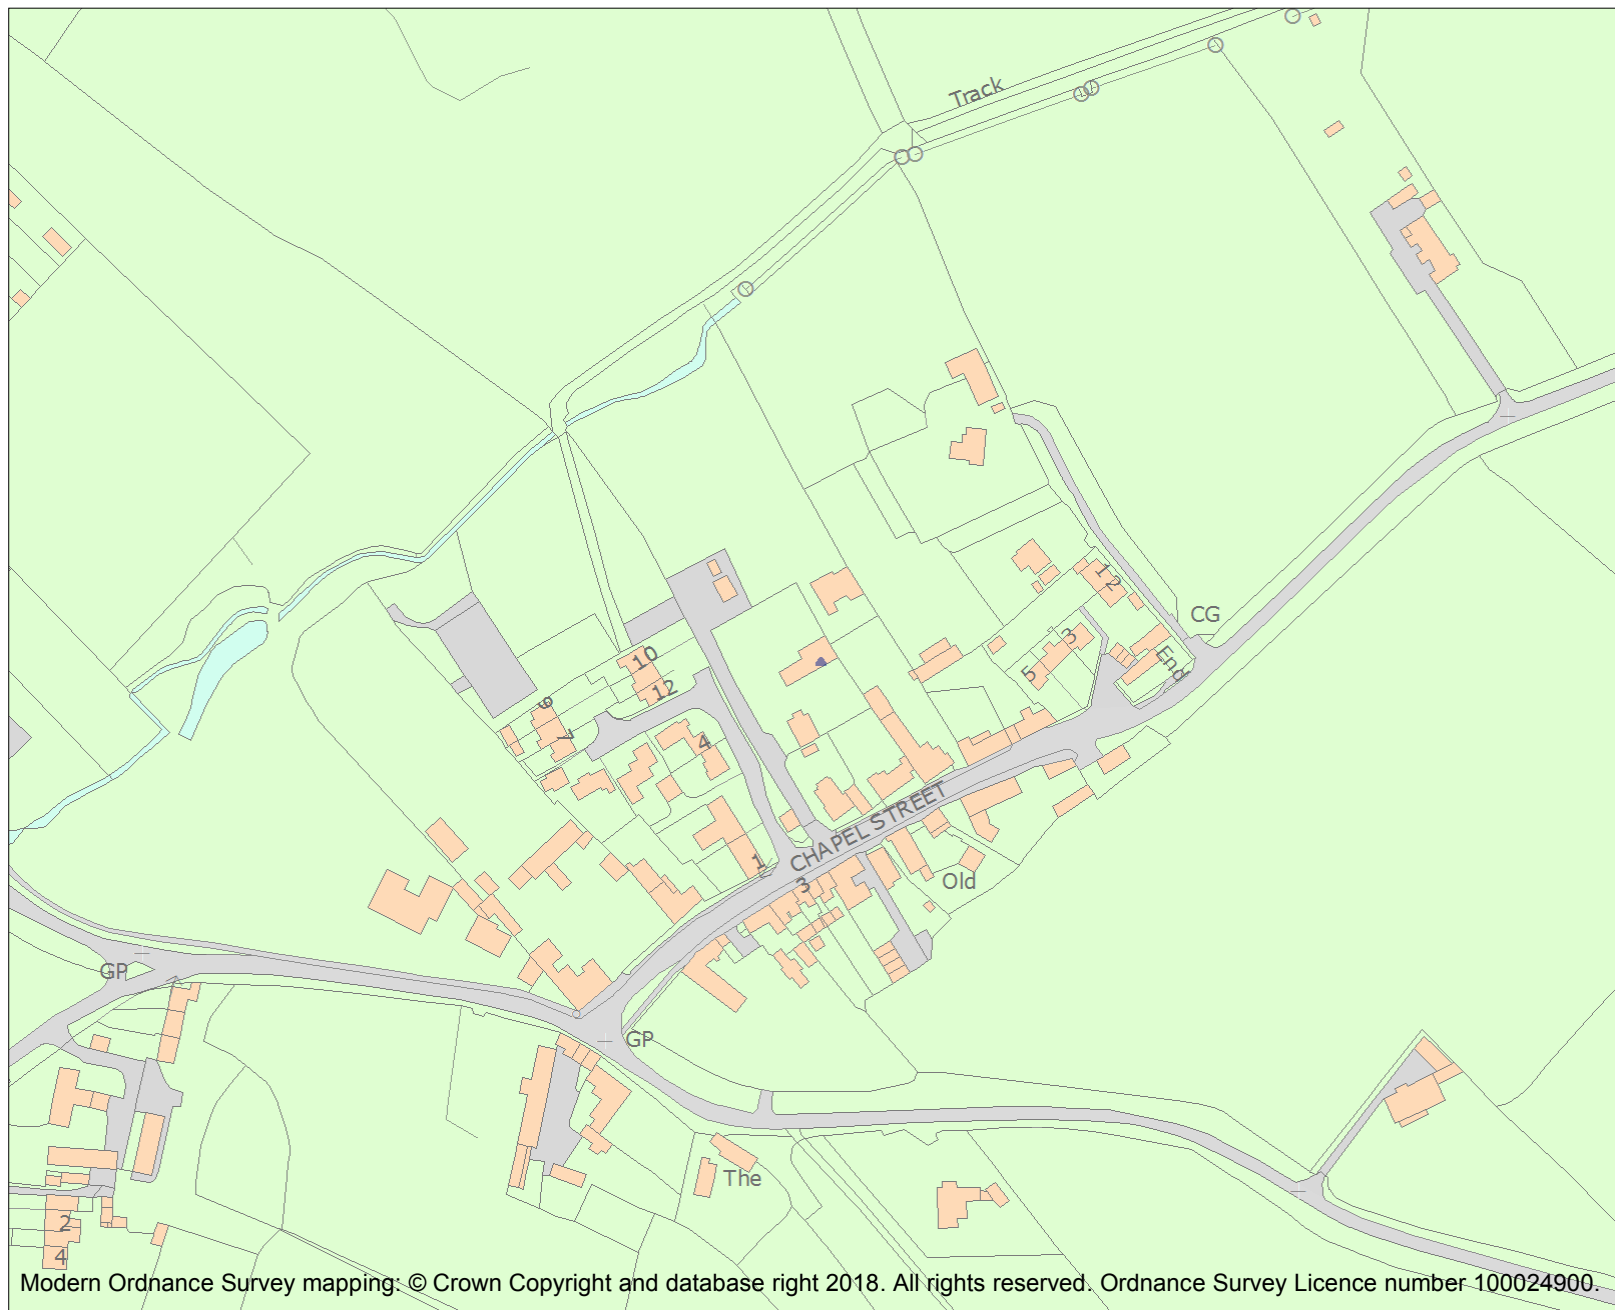 Track
CG
12
3
5
End
10
12
9
7
4
CHAPEL STREET
1
3
Old
GP
GP
The
2
4
Modern Ordnance Survey mapping: © Crown Copyright and database right 2018. All rights reserved. Ordnance Survey Licence number 100024900.